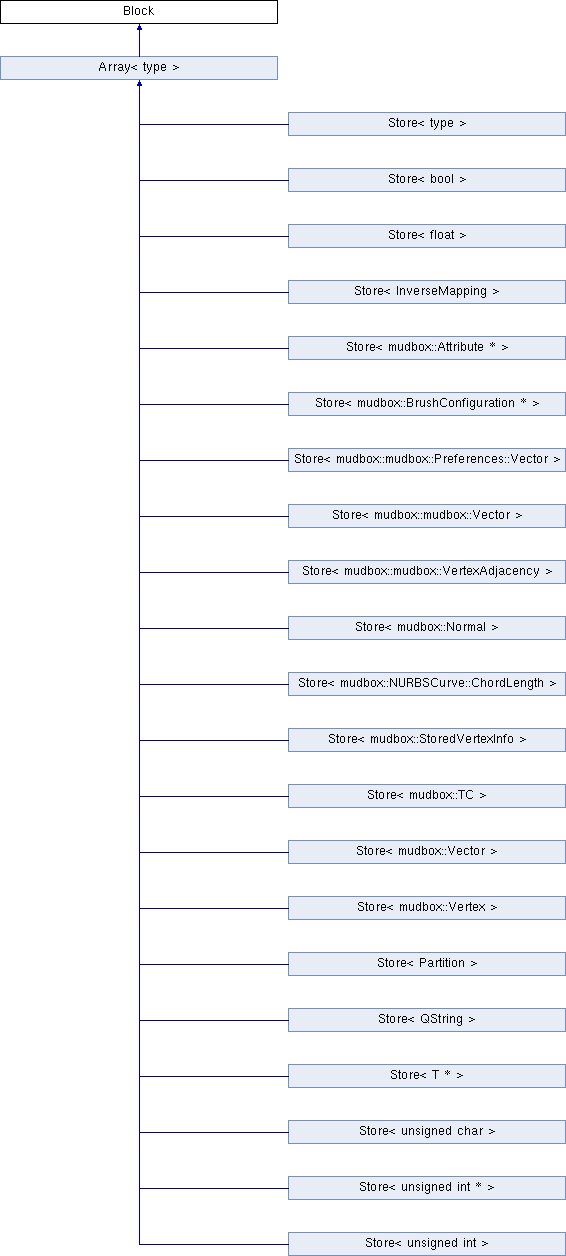 Block
Array< type >
Store< type >
Store< bool >
Store< float >
Store< InverseMapping >
Store< mudbox::Attribute * >
Store< mudbox::BrushConfiguration * >
Store< mudbox::mudbox::Preferences::Vector >
Store< mudbox::mudbox::Vector >
Store< mudbox::mudbox::VertexAdjacency >
Store< mudbox::Normal >
Store< mudbox::NURBSCurve::ChordLength >
Store< mudbox::StoredVertexInfo >
Store< mudbox::TC >
Store< mudbox::Vector >
Store< mudbox::Vertex >
Store< Partition >
Store< QString >
Store< T * >
Store< unsigned char >
Store< unsigned int * >
Store< unsigned int >